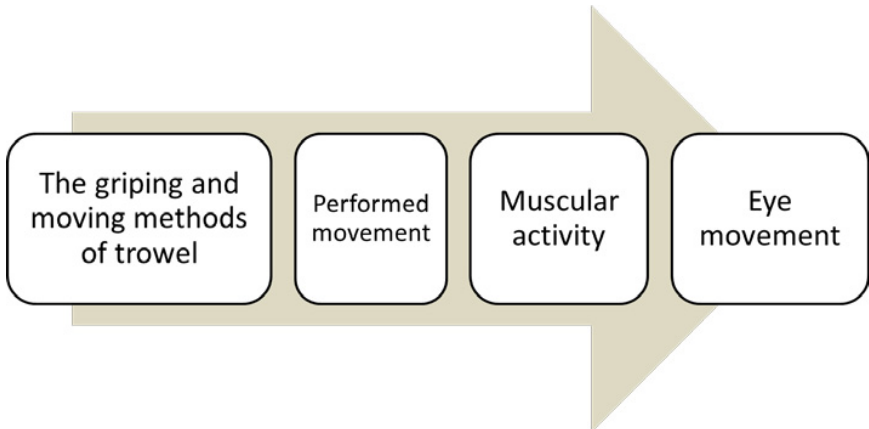 The griping and
moving methods
of trowel
Performed
movement
Muscular
activity
Eye
movement